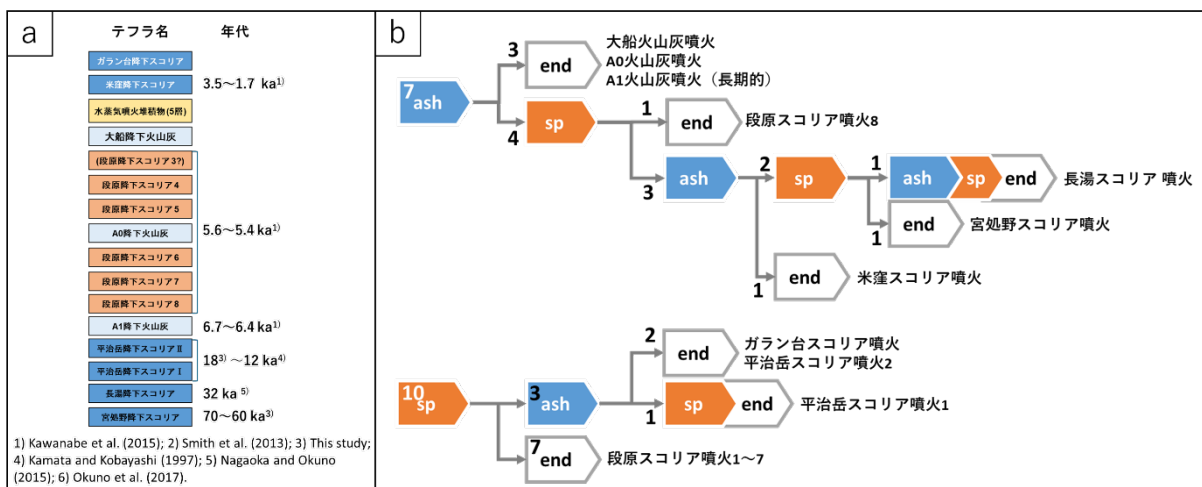 a
テフラ名 年代
ガラン台降下スコリア
米窪降下スコリア 3.5～1.7 ka1)
水蒸気噴火堆積物(5層)
大船降下火山灰
(段原降下スコリア3?)
段原降下スコリア4
段原降下スコリア5
A0降下火山灰 5.6～5.4 ka1)
段原降下スコリア6
段原降下スコリア7
段原降下スコリア8
A1降下火山灰 6.7～6.4 ka1)
平治岳降下スコリアⅡ
183) ～12 ka4)
平治岳降下スコリアⅠ
長湯降下スコリア 32 ka 5)
宮処野降下スコリア 70～60 ka3)
1) Kawanabe et al. (2015); 2) Smith et al. (2013); 3) This study;
4) Kamata and Kobayashi (1997); 5) Nagaoka and Okuno
(2015); 6) Okuno et al. (2017).
b
7 ash
3 end 大船火山灰噴火
A0火山灰噴火
A1火山灰噴火（長期的）
4 sp
1 end 段原スコリア噴火8
3 ash
2 sp
1 ash sp end 長湯スコリア 噴火
1 end 宮処野スコリア噴火
1 end 米窪スコリア噴火
10 sp
3 ash
2 end ガラン台スコリア噴火
平治岳スコリア噴火2
1 sp end 平治岳スコリア噴火1
7 end 段原スコリア噴火1～7